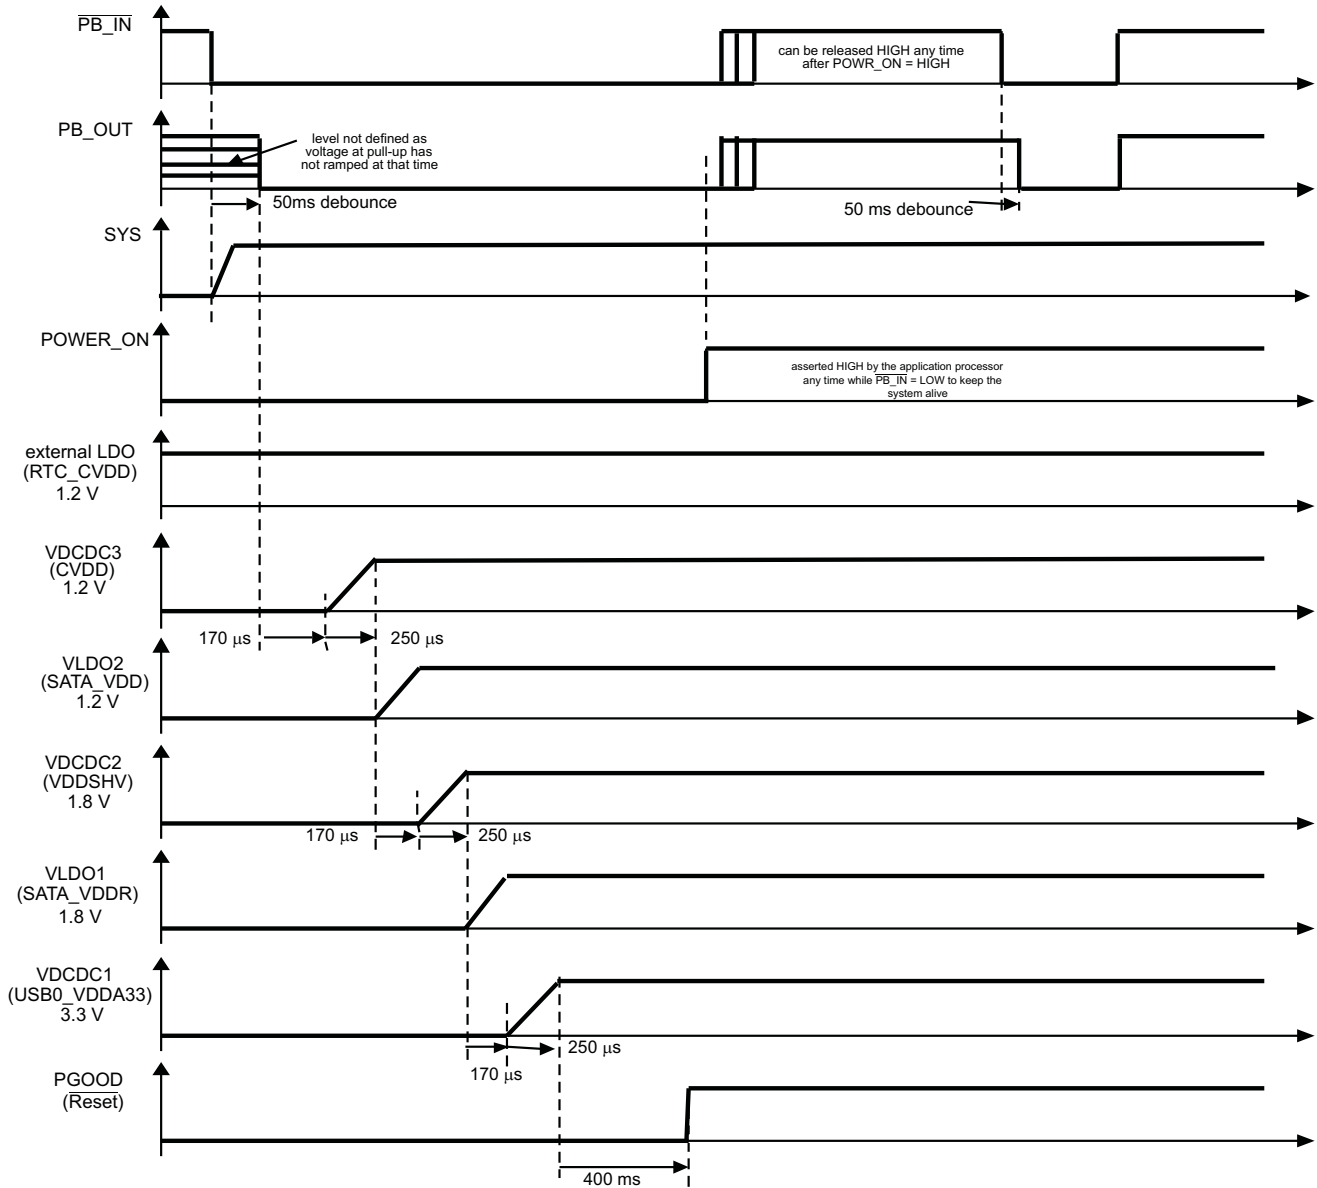 PB_IN
can be released HIGH any time
after POWR_ON = HIGH
PB_OUT
level not defined as
voltage at pull-up has
not ramped at that time
50ms debounce
50 ms debounce
SYS
POWER_ON
asserted HIGH by the application processor
any time while PB_IN = LOW to keep the
system alive
external LDO
(RTC_CVDD)
1.2 V
VDCDC3
(CVDD)
1.2 V
170 μs
250 μs
VLDO2
(SATA_VDD)
1.2 V
VDCDC2
(VDDSHV)
1.8 V
170 μs
250 μs
VLDO1
(SATA_VDDR)
1.8 V
VDCDC1
(USB0_VDDA33)
3.3 V
250 μs
170 μs
PGOOD
(Reset)
400 ms